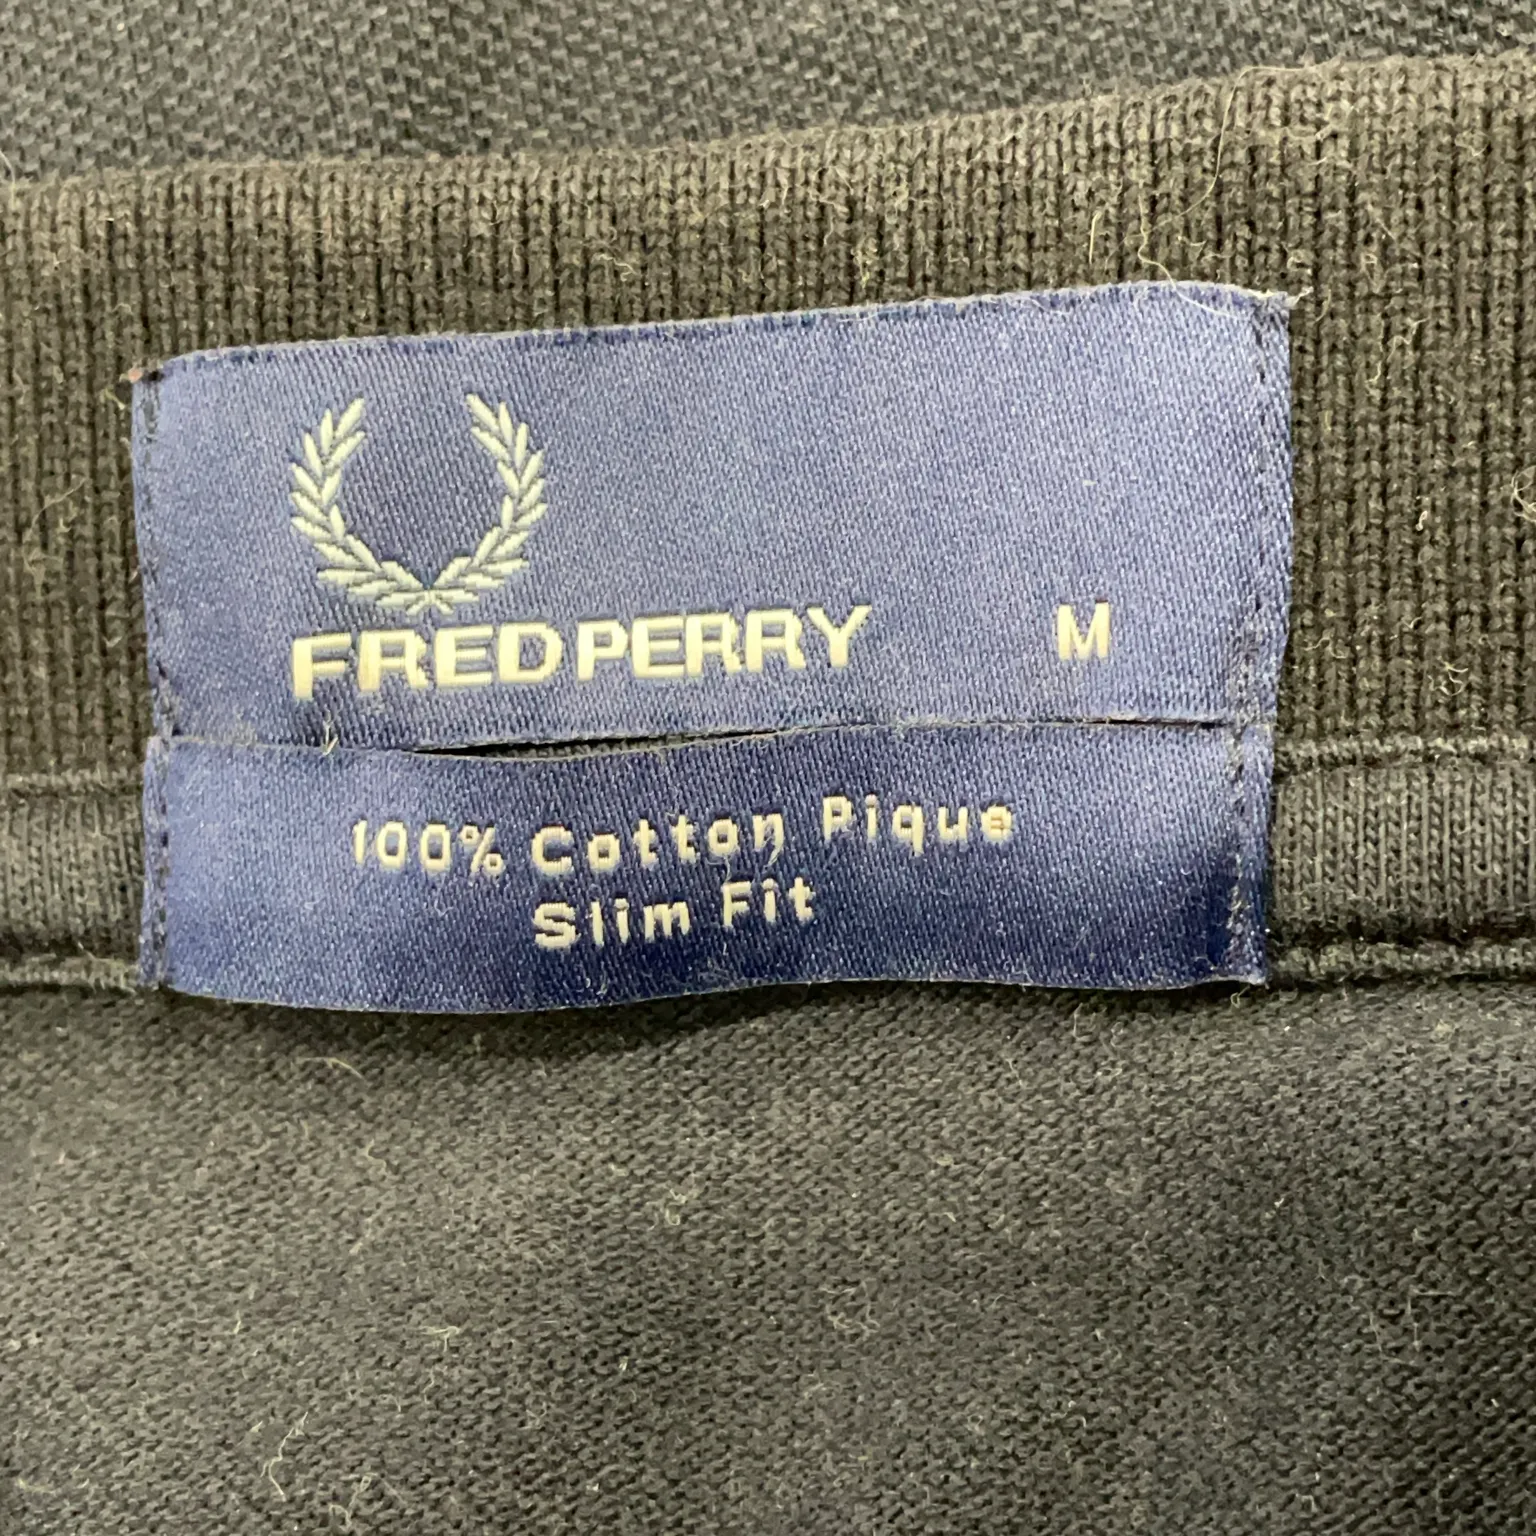 FRED PERRY M
100% Cotton Pique
Slim Fit